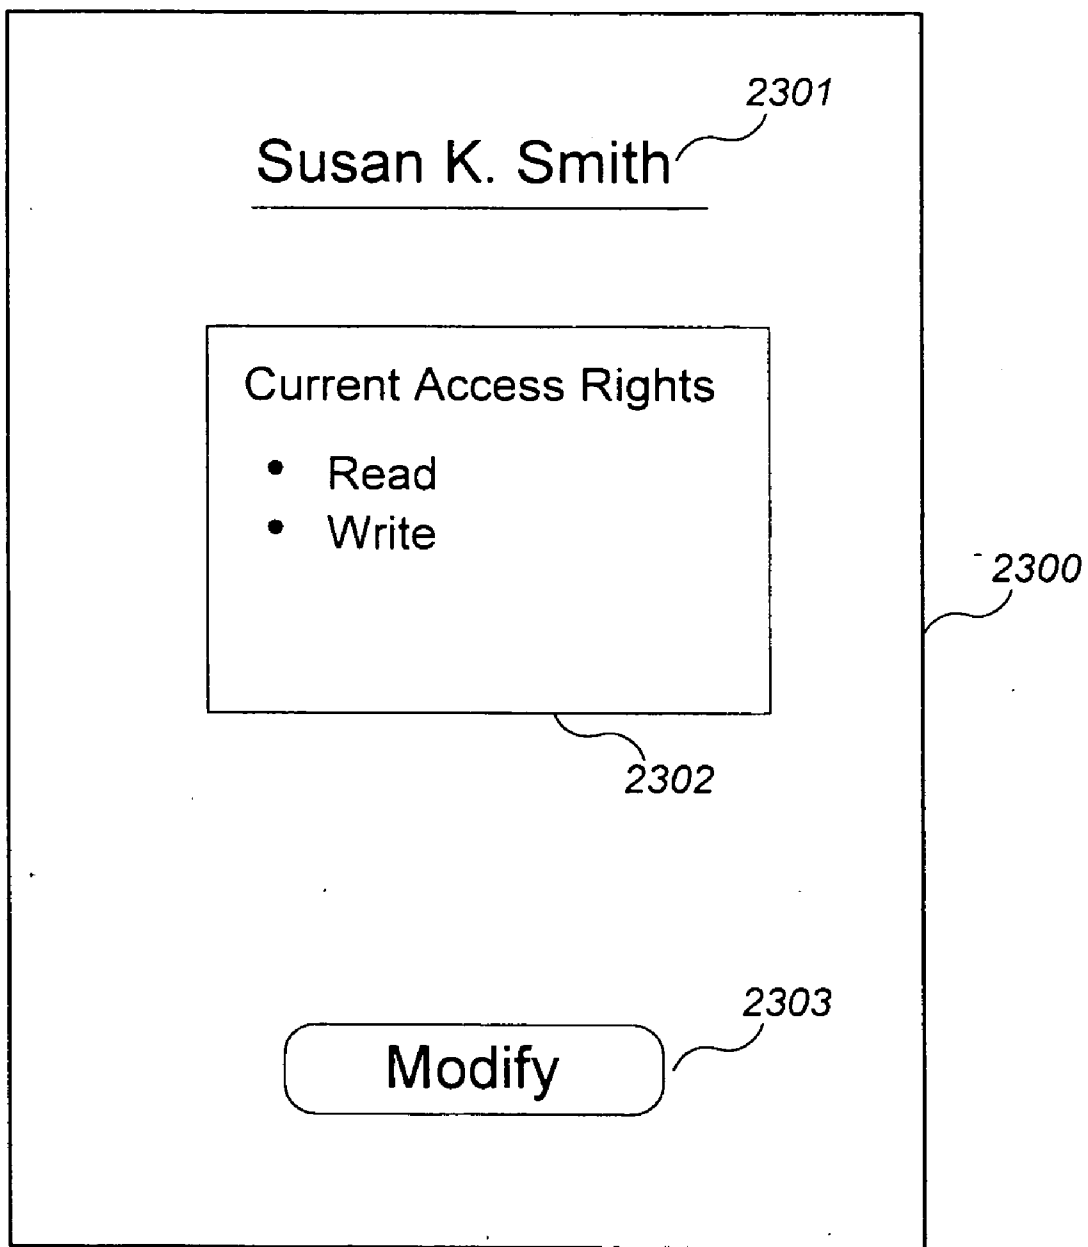 2301
Susan K. Smith
Current Access Rights
• Read
• Write
2300
2302
2303
Modify